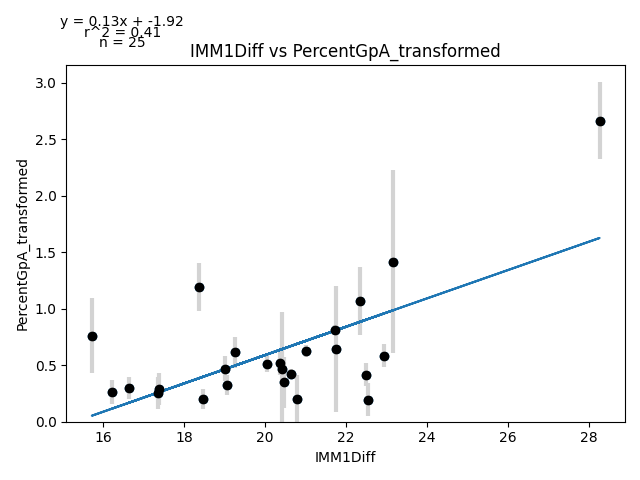 y = 0.13x + -1.92
r^2 = 0.41
n = 25
IMM1Diff vs PercentGpA_transformed
PercentGpA_transformed
3.0
2.5
2.0
1.5
1.0
0.5
0.0
16 18 20 22 24 26 28
IMM1Diff